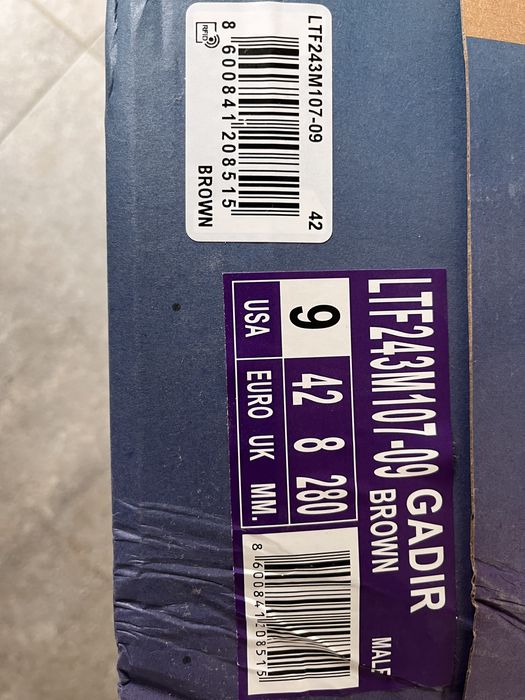 LTF243M107-09
42
8 600841 208515
BROWN
RFID
LTF243M107-09 GADIR
BROWN
MALE
9 42 8 280
USA EURO UK MM.
8 600841 208515